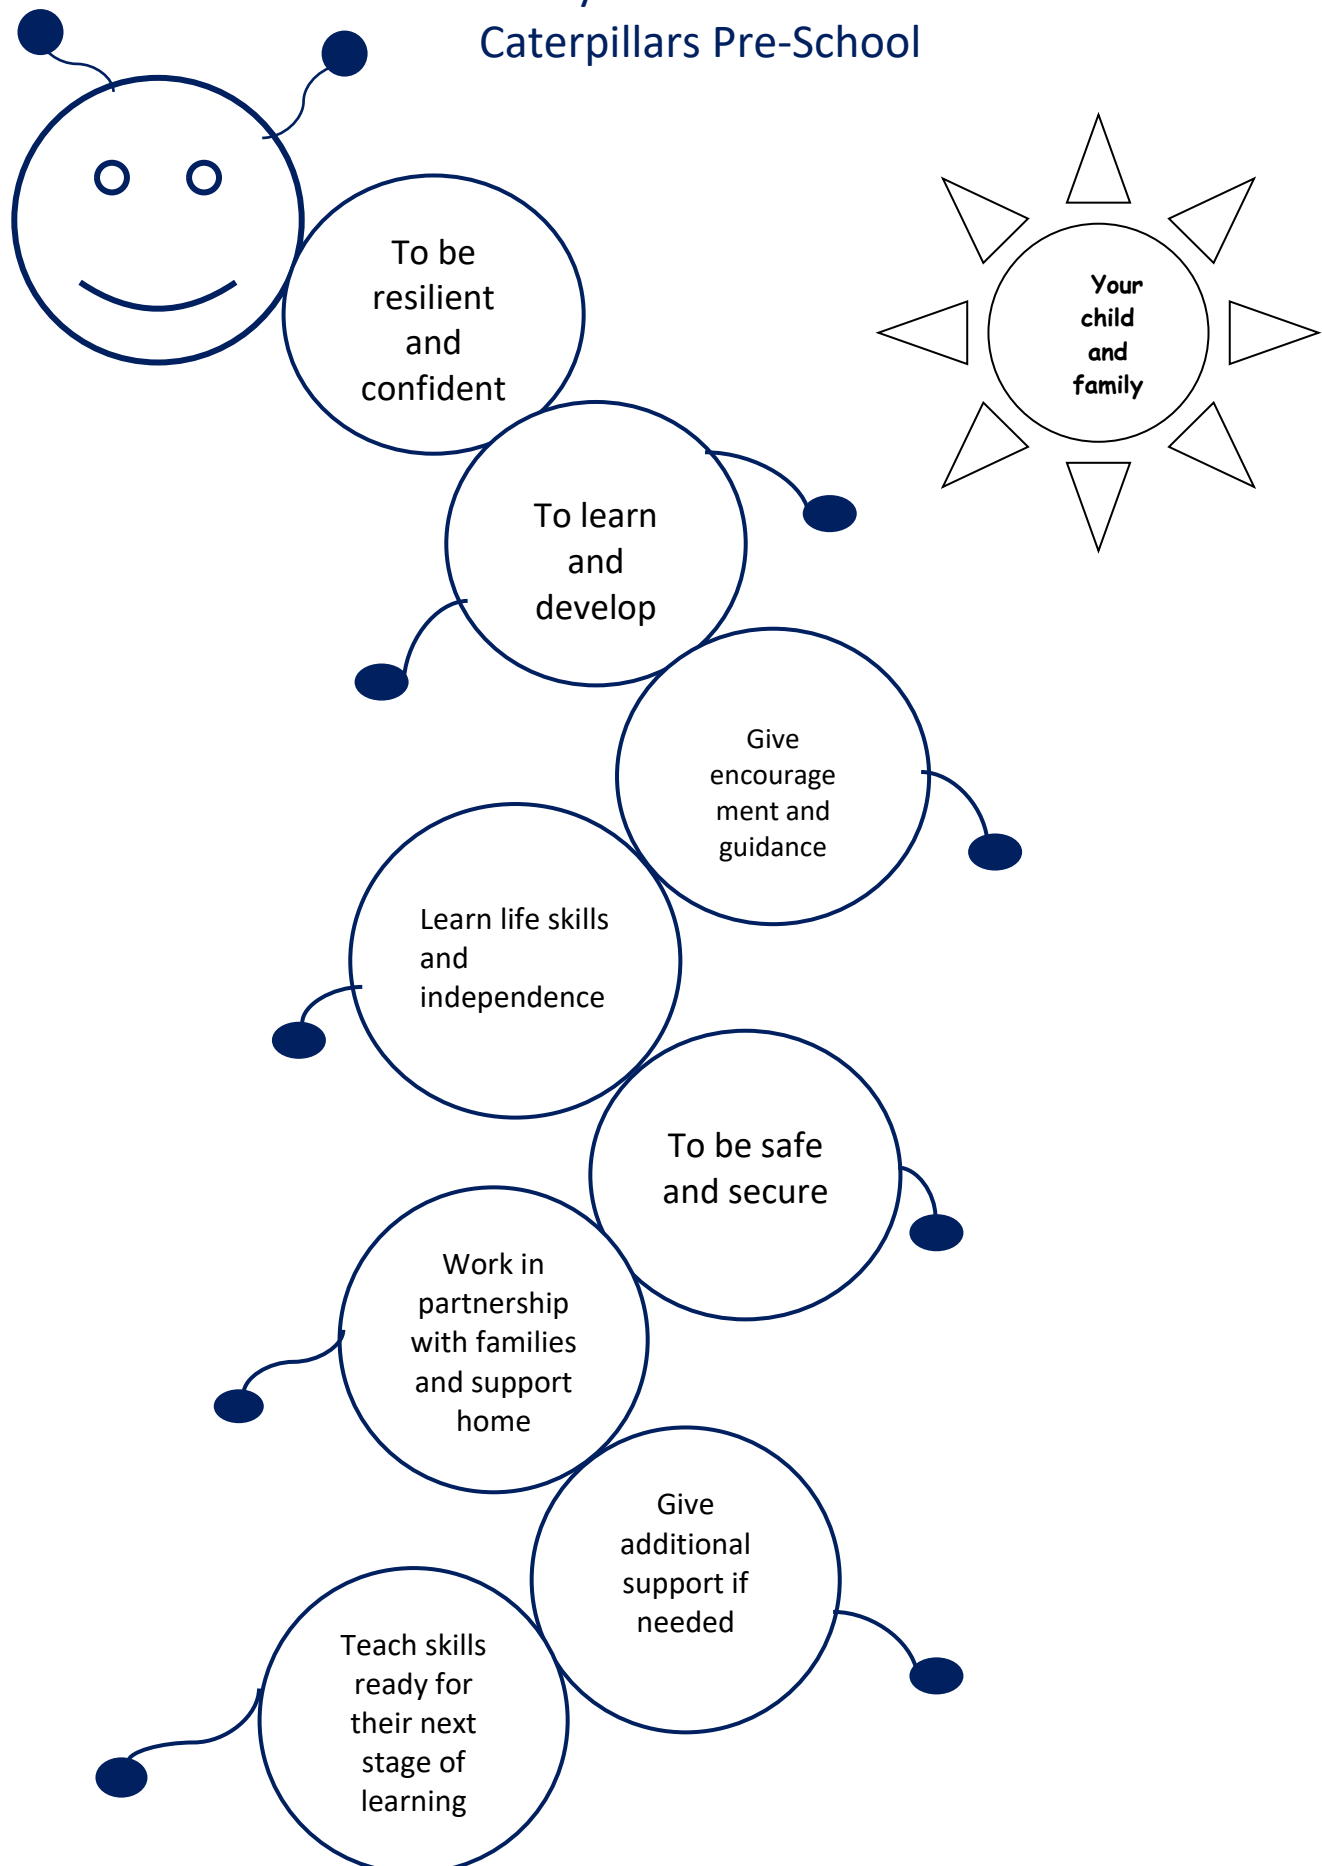 Caterpillars Pre-School
To be
resilient
and
confident
Your
child
and
family
To learn
and
develop
Give
encourage
ment and
guidance
Learn life skills
and
independence
To be safe
and secure
Work in
partnership
with families
and support
home
Give
additional
support if
needed
Teach skills
ready for
their next
stage of
learning